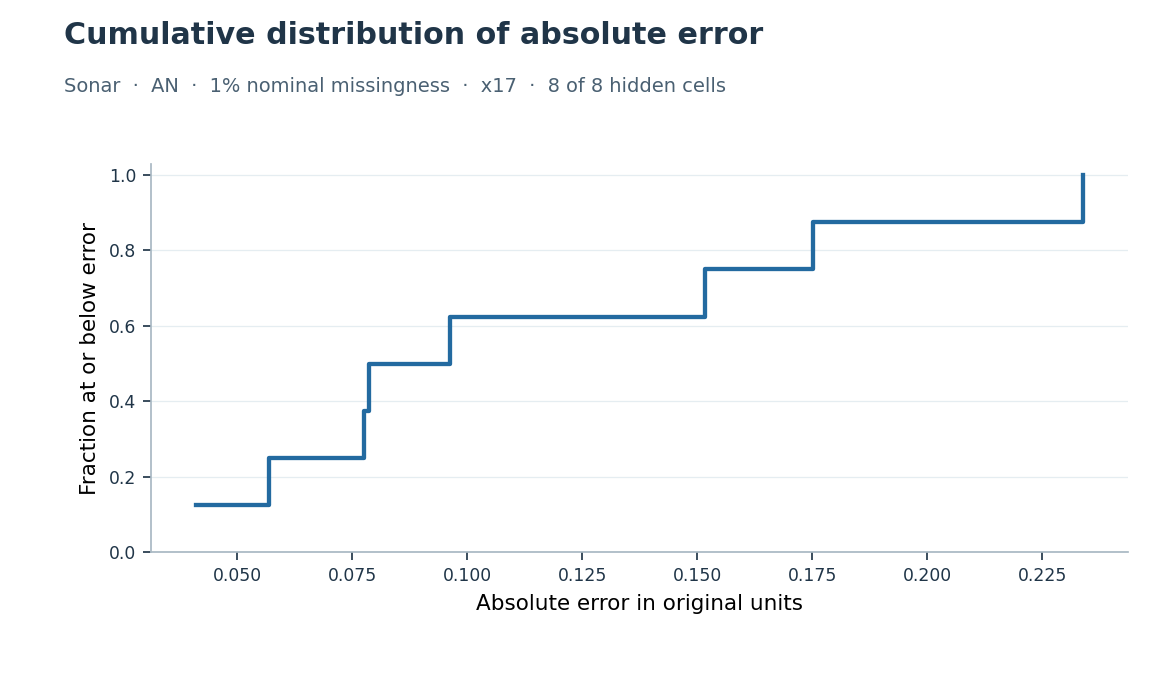 Cumulative distribution of absolute error
Sonar · AN · 1% nominal missingness · x17 · 8 of 8 hidden cells
Fraction at or below error
1.0
0.8
0.6
0.4
0.2
0.0
0.050 0.075 0.100 0.125 0.150 0.175 0.200 0.225
Absolute error in original units